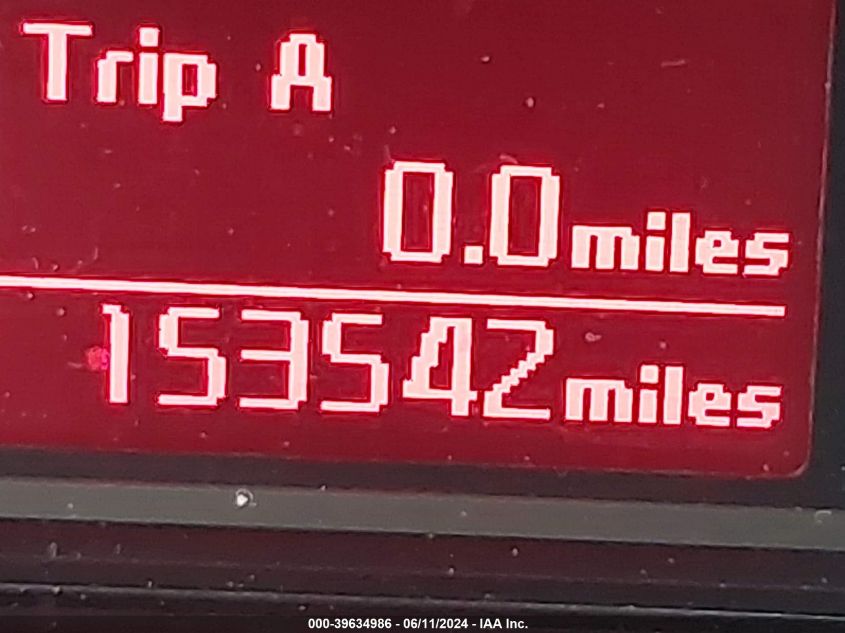 Trip A
0.0 miles
153542 miles
000-39634986 - 06/11/2024 - IAA Inc.